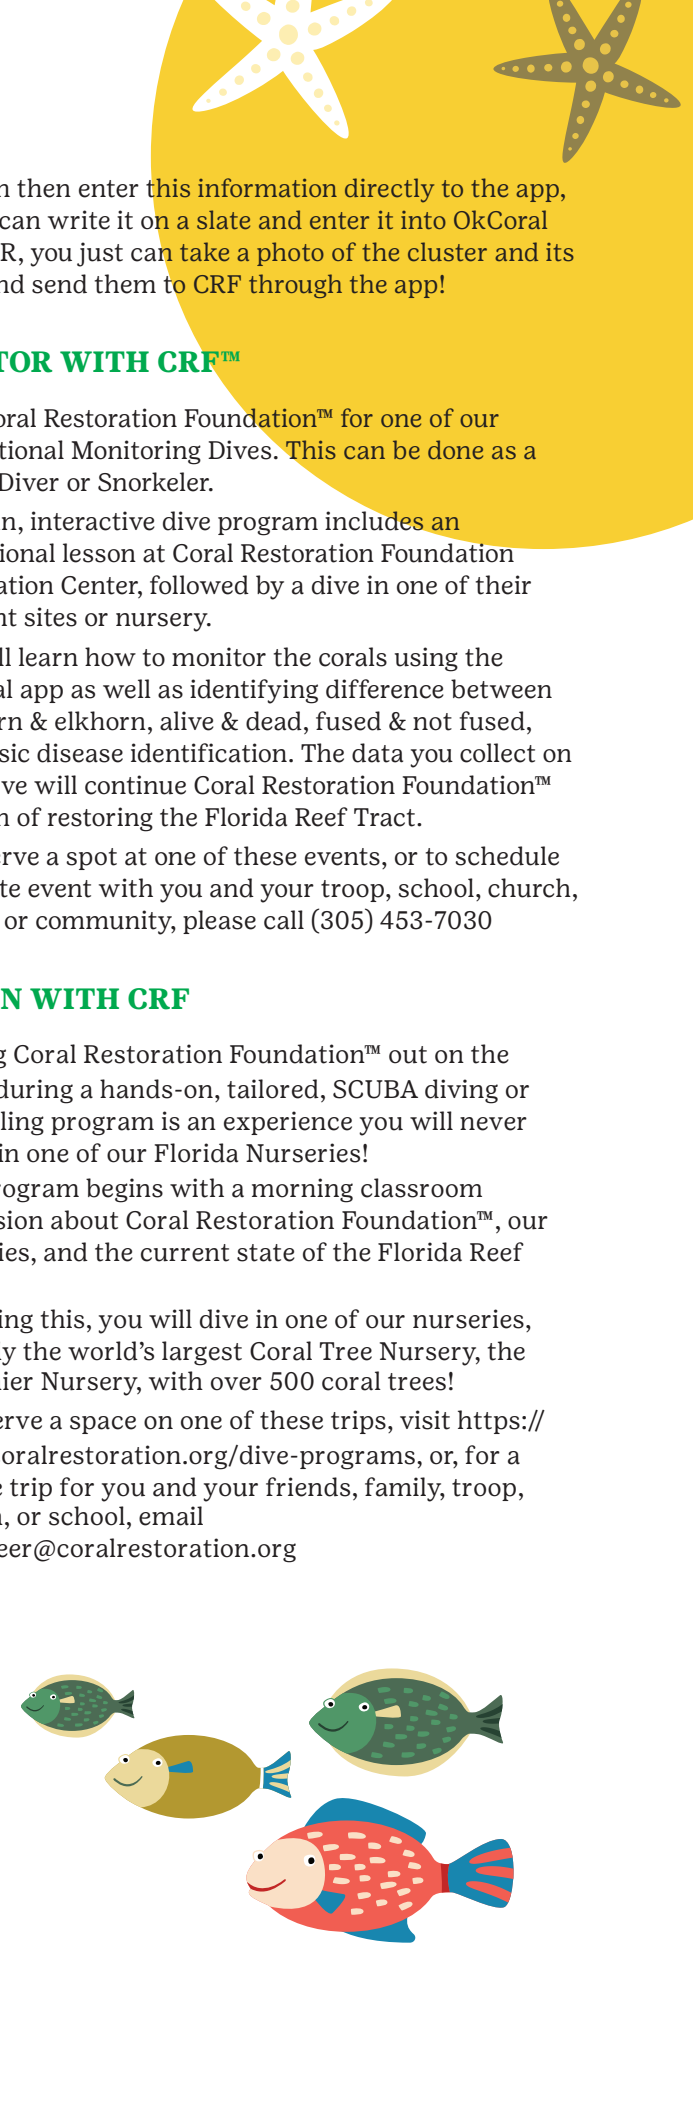 n then enter this information directly to the app,
can write it on a slate and enter it into OkCoral
R, you just can take a photo of the cluster and its
nd send them to CRF through the app!
TOR WITH CRF™
oral Restoration Foundation™ for one of our
tional Monitoring Dives. This can be done as a
Diver or Snorkeler.
n, interactive dive program includes an
ional lesson at Coral Restoration Foundation
ation Center, followed by a dive in one of their
nt sites or nursery.
ll learn how to monitor the corals using the
al app as well as identifying difference between
rn & elkhorn, alive & dead, fused & not fused,
sic disease identification. The data you collect on
ve will continue Coral Restoration Foundation™
n of restoring the Florida Reef Tract.
erve a spot at one of these events, or to schedule
te event with you and your troop, school, church,
or community, please call (305) 453-7030
N WITH CRF
g Coral Restoration Foundation™ out on the
during a hands-on, tailored, SCUBA diving or
ling program is an experience you will never
in one of our Florida Nurseries!
rogram begins with a morning classroom
sion about Coral Restoration Foundation™, our
ies, and the current state of the Florida Reef
ing this, you will dive in one of our nurseries,
ly the world’s largest Coral Tree Nursery, the
ier Nursery, with over 500 coral trees!
erve a space on one of these trips, visit https://
oralrestoration.org/dive-programs, or, for a
e trip for you and your friends, family, troop,
, or school, email
eer@coralrestoration.org